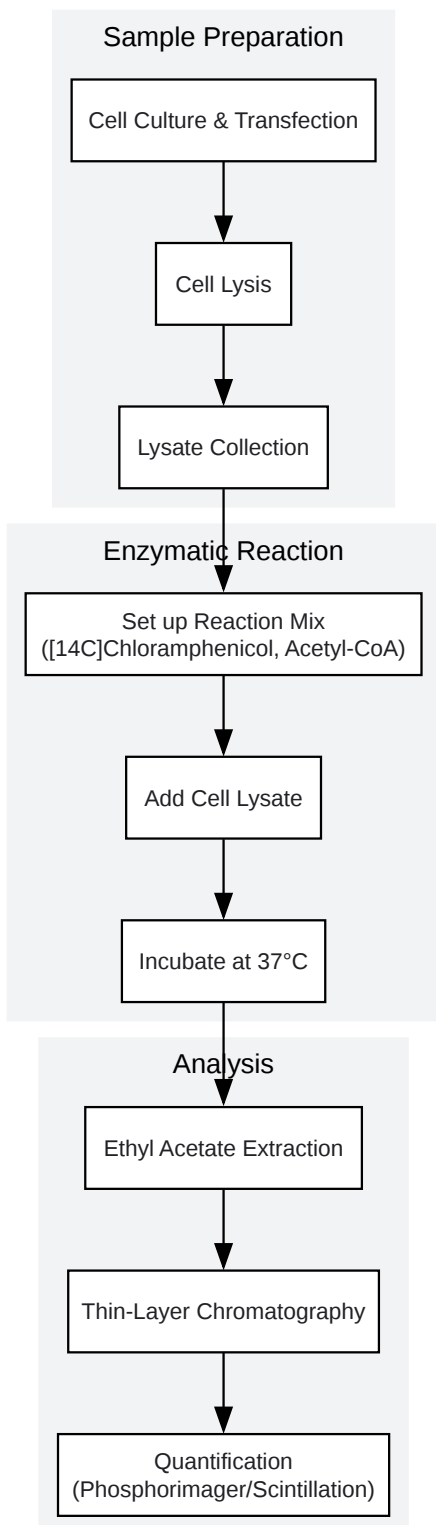 Sample Preparation
Cell Culture & Transfection
Cell Lysis
Lysate Collection
Enzymatic Reaction
Set up Reaction Mix
([14C]Chloramphenicol, Acetyl-CoA)
Add Cell Lysate
Incubate at 37°C
Analysis
Ethyl Acetate Extraction
Thin-Layer Chromatography
Quantification
(Phosphorimager/Scintillation)